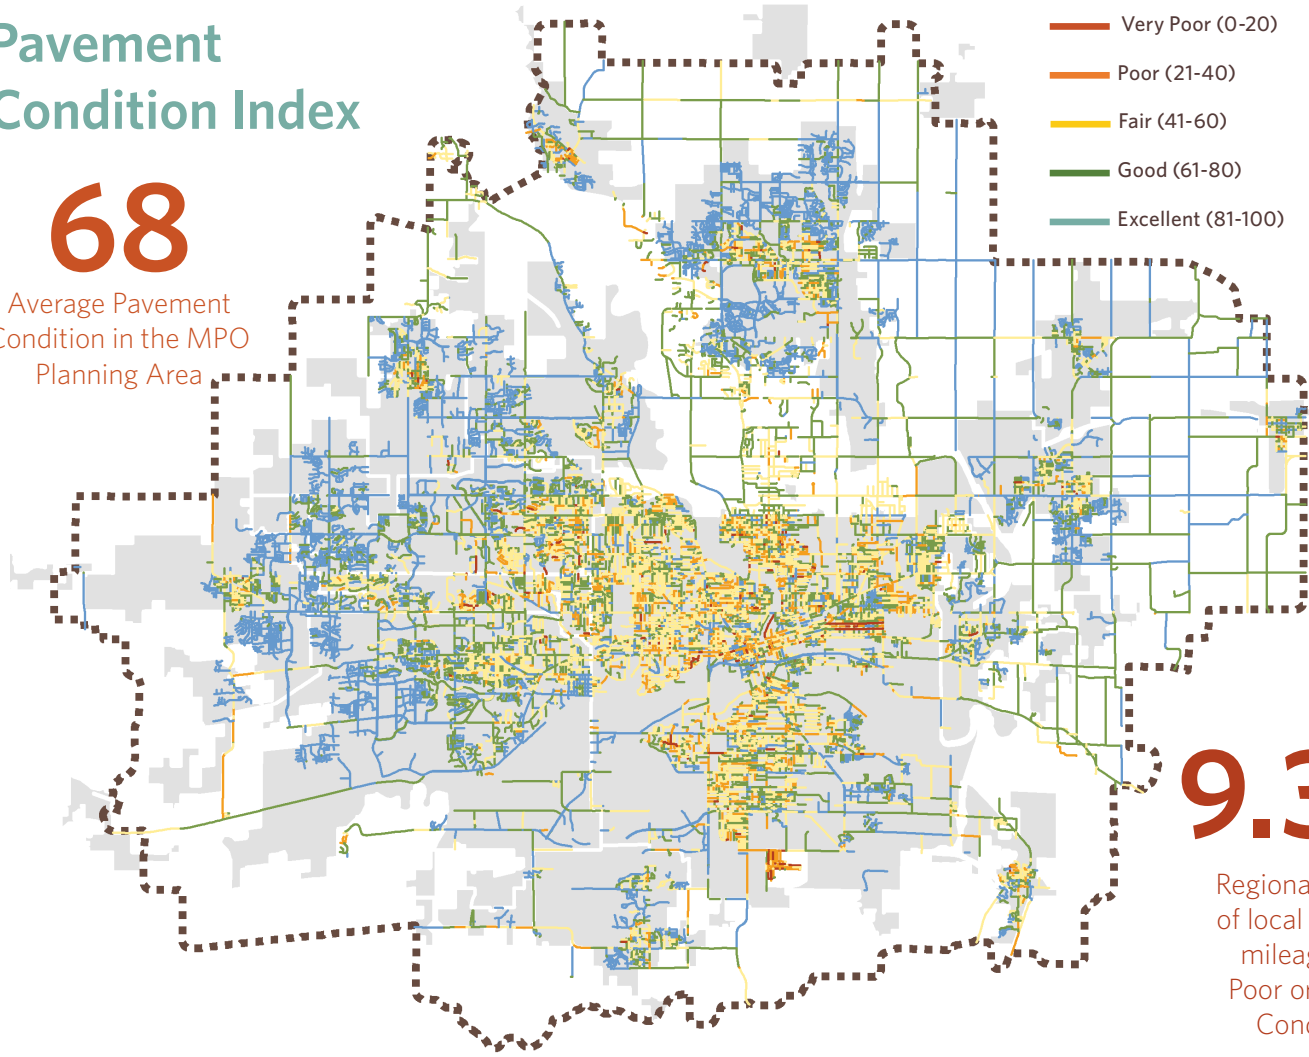 Pavement
Condition Index
68
Average Pavement
Condition in the MPO
Planning Area
Very Poor (0-20)
Poor (21-40)
Fair (41-60)
Good (61-80)
Excellent (81-100)
9.3
Regiona
of local
mileag
Poor or
Cond